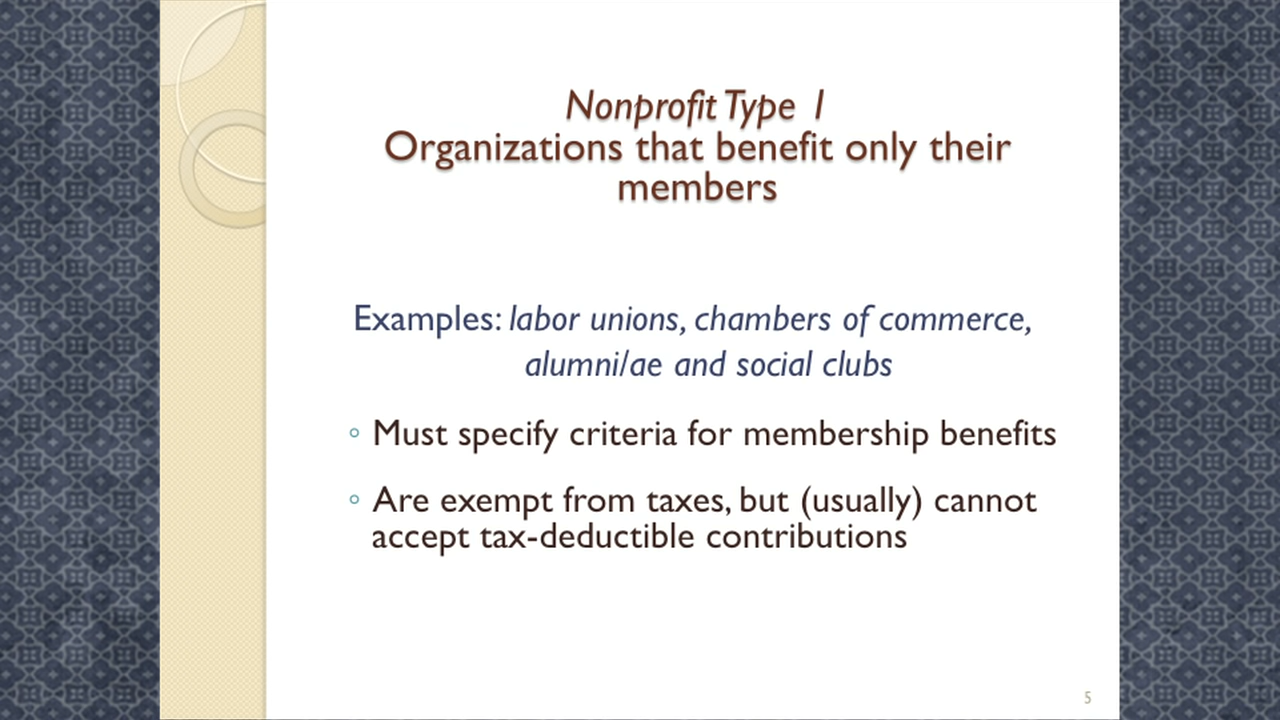 Nonprofit Type 1
Organizations that benefit only their
members
Examples: labor unions, chambers of commerce,
alumni/ae and social clubs
◦ Must specify criteria for membership benefits
◦ Are exempt from taxes, but (usually) cannot
accept tax-deductible contributions
5